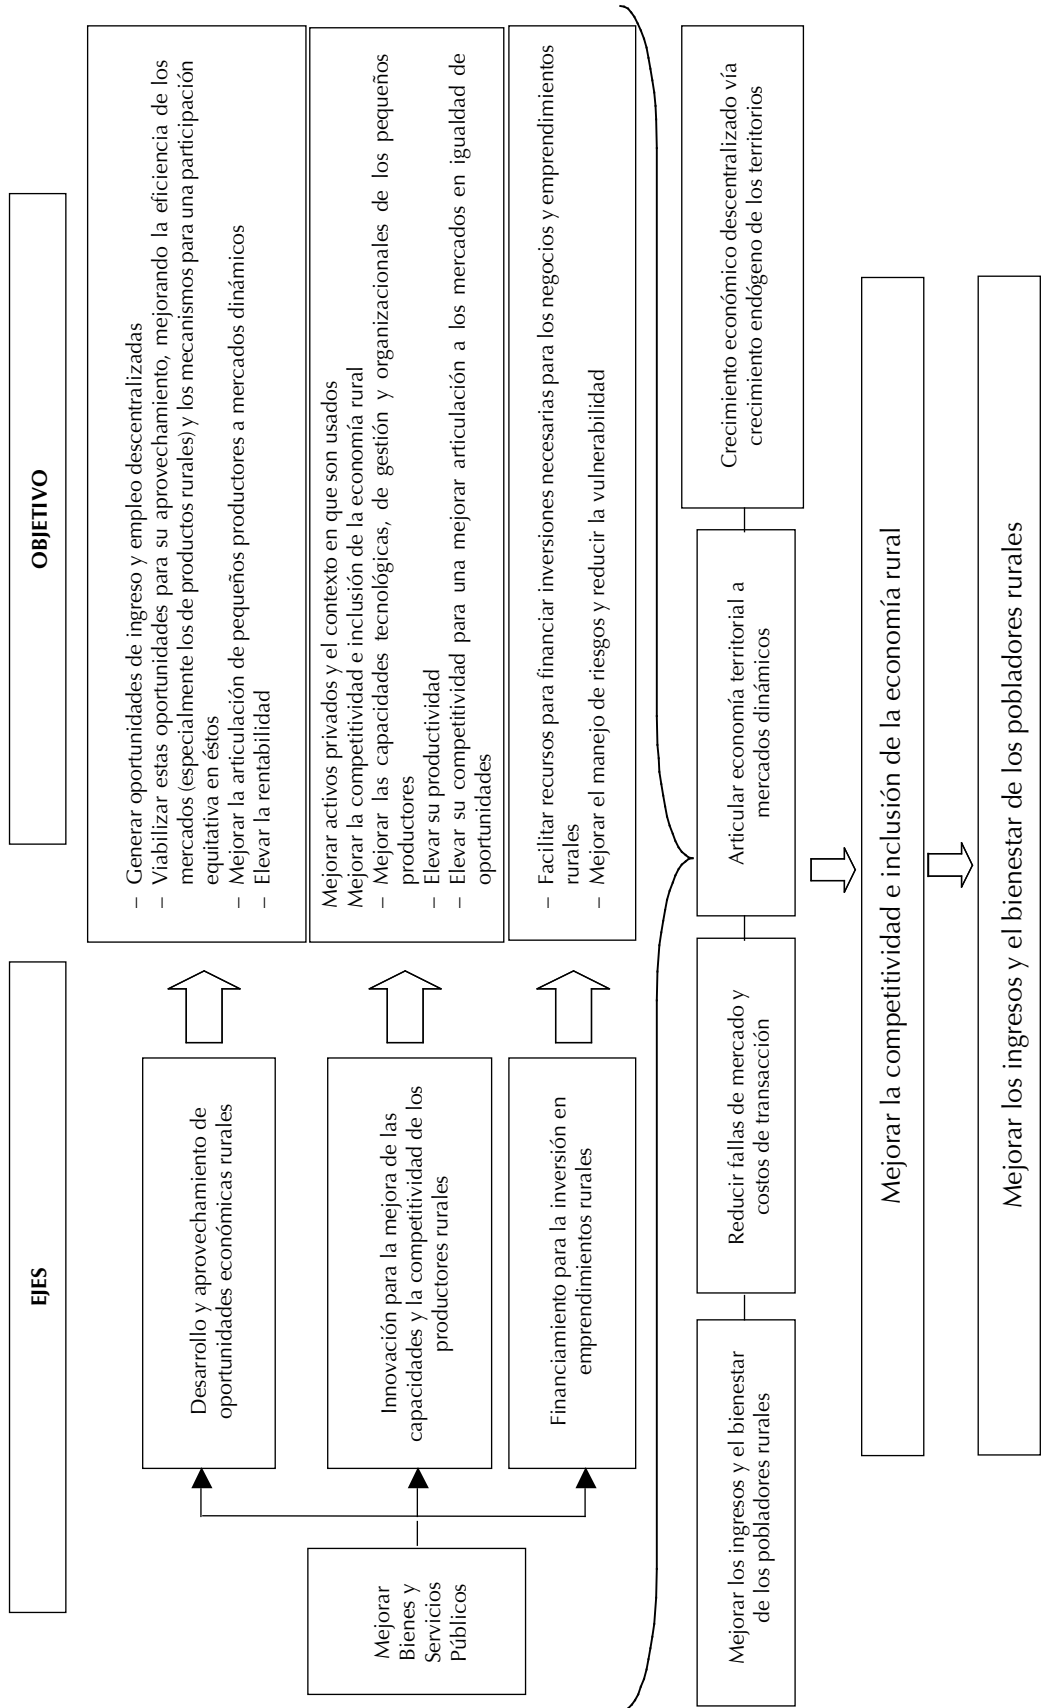 EJES
OBJETIVO
Mejorar
Bienes y
Servicios
Públicos
Desarrollo y aprovechamiento de
oportunidades económicas rurales
– Generar oportunidades de ingreso y empleo descentralizadas
– Viabilizar estas oportunidades para su aprovechamiento, mejorando la eficiencia de los
mercados (especialmente los de productos rurales) y los mecanismos para una participación
equitativa en éstos
– Mejorar la articulación de pequeños productores a mercados dinámicos
– Elevar la rentabilidad
Innovación para la mejora de las
capacidades y la competitividad de los
productores rurales
Mejorar activos privados y el contexto en que son usados
Mejorar la competitividad e inclusión de la economía rural
– Mejorar las capacidades tecnológicas, de gestión y organizacionales de los pequeños
productores
– Elevar su productividad
– Elevar su competitividad para una mejorar articulación a los mercados en igualdad de
oportunidades
Financiamiento para la inversión en
emprendimientos rurales
– Facilitar recursos para financiar inversiones necesarias para los negocios y emprendimientos
rurales
– Mejorar el manejo de riesgos y reducir la vulnerabilidad
Mejorar los ingresos y el bienestar
de los pobladores rurales
Reducir fallas de mercado y
costos de transacción
Articular economía territorial a
mercados dinámicos
Crecimiento económico descentralizado vía
crecimiento endógeno de los territorios
Mejorar la competitividad e inclusión de la economía rural
Mejorar los ingresos y el bienestar de los pobladores rurales